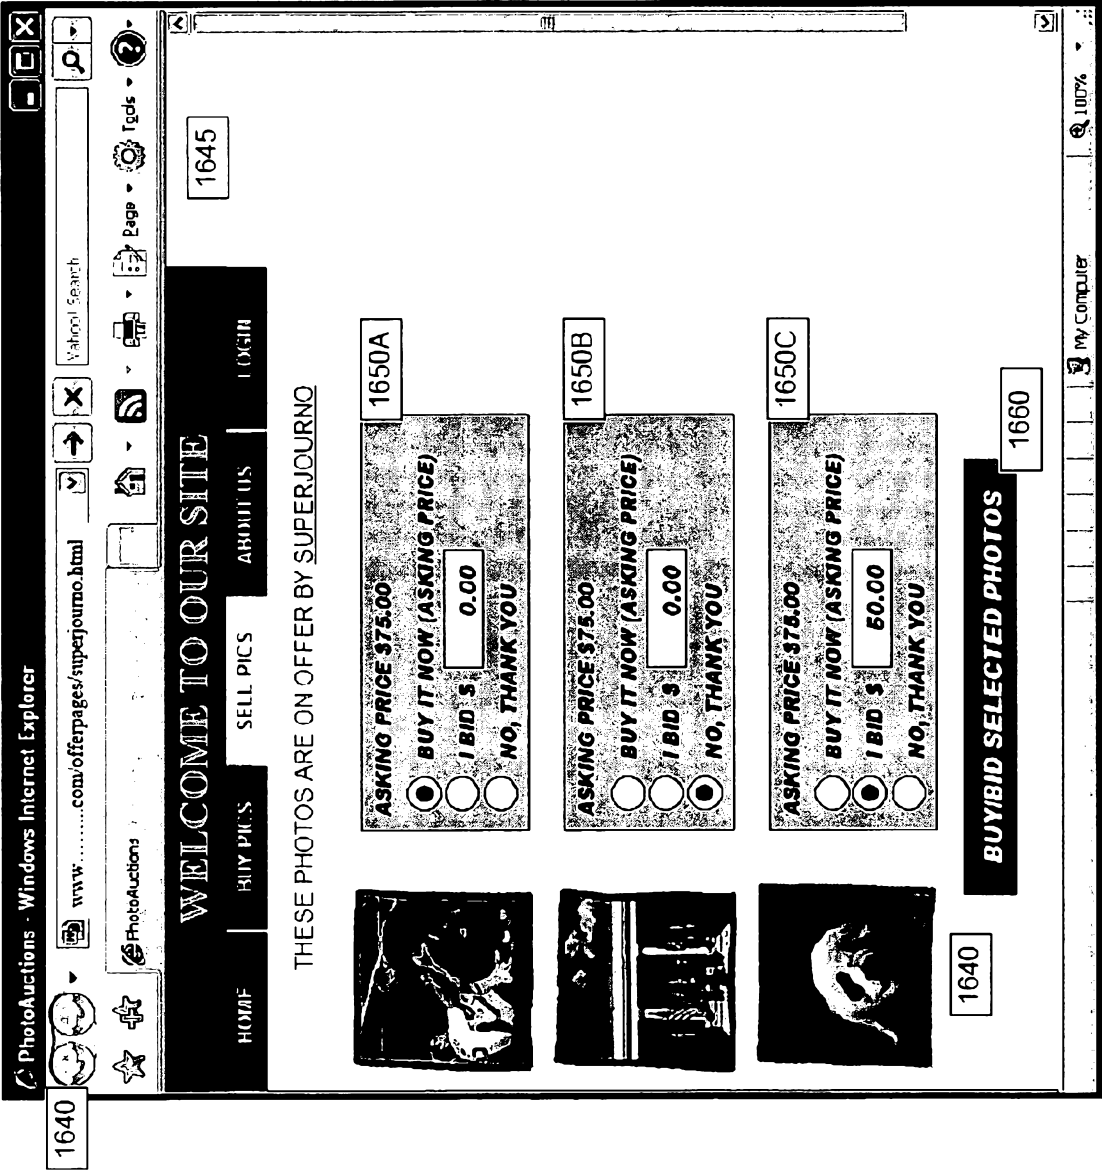 1640
PhotoAuctions - Windows Internet Explorer
www..........com/offerpages/superjourno.html
Yahoo! Search
PhotoAuctions
Page
Tools
1645
WELCOME TO OUR SITE
HOME
BUY PICS
SELL PICS
ABOUT US
LOGIN
THESE PHOTOS ARE ON OFFER BY SUPERJOURNO
1650A
ASKING PRICE $75.00
BUY IT NOW (ASKING PRICE)
I BID $ 0.00
NO, THANK YOU
1650B
ASKING PRICE $75.00
BUY IT NOW (ASKING PRICE)
I BID $ 0.00
NO, THANK YOU
1650C
ASKING PRICE $75.00
BUY IT NOW (ASKING PRICE)
I BID $ 50.00
NO, THANK YOU
1640
BUY/BID SELECTED PHOTOS
1660
My Computer
100%